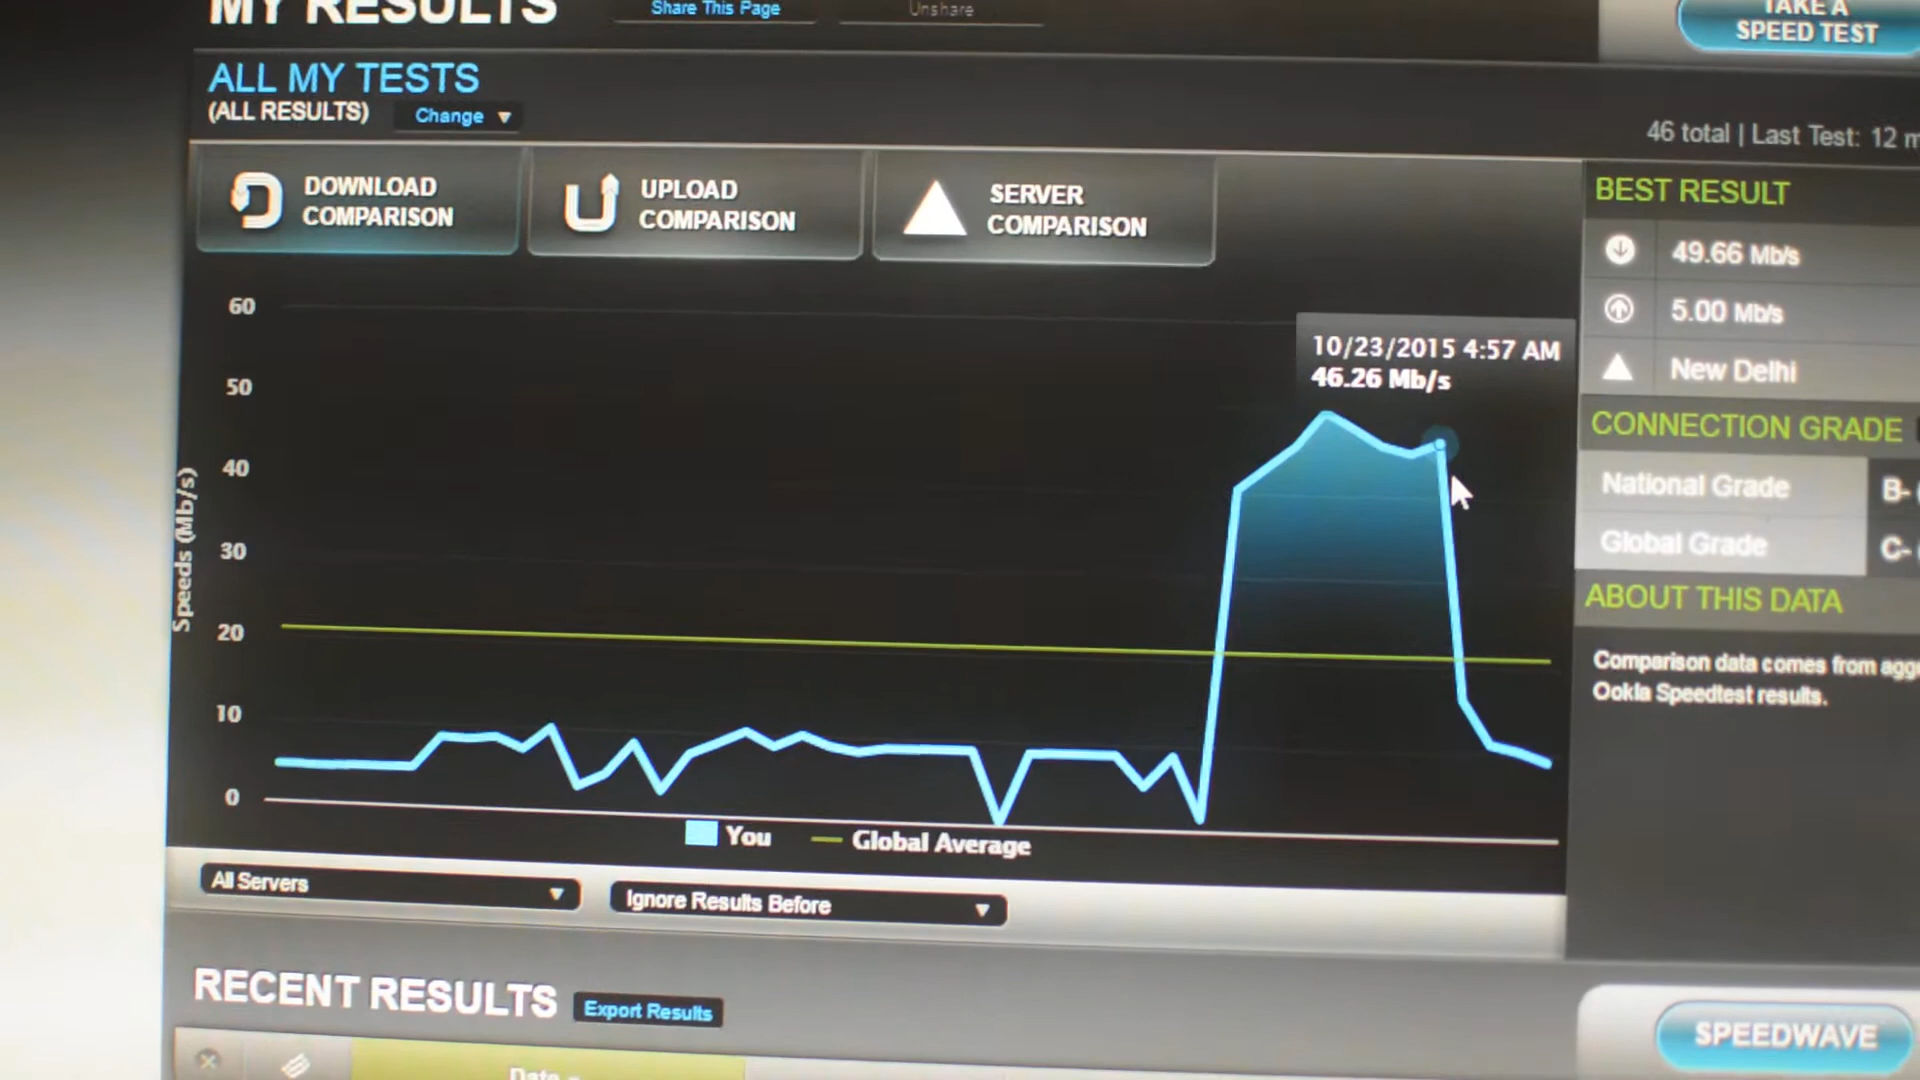 MY RESULTS
Share This Page
Unshare
TAKE A
SPEED TEST
ALL MY TESTS
(ALL RESULTS)
Change
46 total | Last Test: 12
DOWNLOAD
COMPARISON
UPLOAD
COMPARISON
SERVER
COMPARISON
BEST RESULT
49.66 Mb/s
5.00 Mb/s
New Delhi
CONNECTION GRADE
National Grade
B-
Global Grade
C-
ABOUT THIS DATA
Comparison data comes from
Ookla Speedtest results.
60
50
40
30
20
10
0
Speeds (Mb/s)
10/23/2015 4:57 AM
46.26 Mb/s
You
Global Average
All Servers
Ignore Results Before
RECENT RESULTS
Export Results
SPEEDWAVE
Date